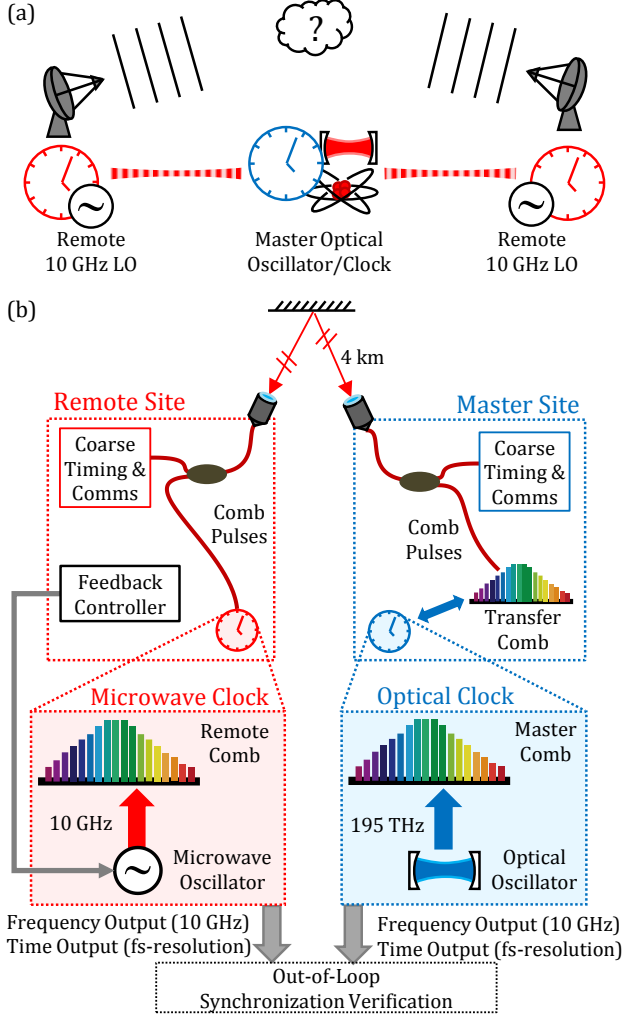 (a)
?
Remote
10 GHz LO
Master Optical
Oscillator/Clock
Remote
10 GHz LO
(b)
4 km
Remote Site
Master Site
Coarse
Timing &
Comms
Coarse
Timing &
Comms
Comb
Pulses
Comb
Pulses
Feedback
Controller
Transfer
Comb
Microwave Clock
Optical Clock
Remote
Comb
Master
Comb
10 GHz
195 THz
~
Microwave
Oscillator
Optical
Oscillator
Frequency Output (10 GHz)
Time Output (fs-resolution)
Frequency Output (10 GHz)
Time Output (fs-resolution)
Out-of-Loop
Synchronization Verification